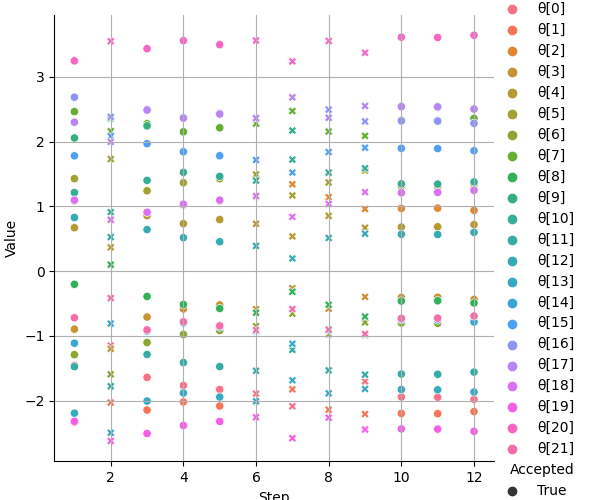 θ[0]
θ[1]
θ[2]
θ[3]
θ[4]
θ[5]
θ[6]
θ[7]
θ[8]
θ[9]
θ[10]
θ[11]
θ[12]
θ[13]
θ[14]
θ[15]
θ[16]
θ[17]
θ[18]
θ[19]
θ[20]
θ[21]
Accepted
True
Value
3
2
1
0
−1
−2
2
4
6
8
10
12
Step